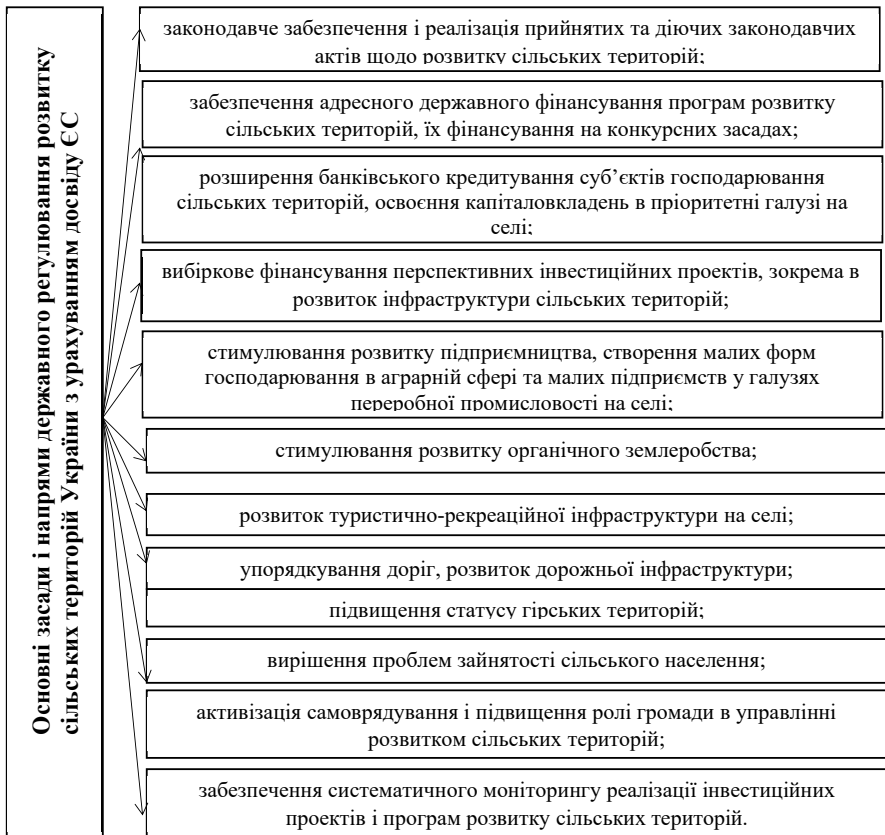 Основні засади і напрями державного регулювання розвитку
сільських територій України з урахуванням досвіду ЄС
законодавче забезпечення і реалізація прийнятих та діючих законодавчих
актів щодо розвитку сільських територій;
забезпечення адресного державного фінансування програм розвитку
сільських територій, їх фінансування на конкурсних засадах;
розширення банківського кредитування суб’єктів господарювання
сільських територій, освоєння капіталовкладень в пріоритетні галузі на
селі;
вибіркове фінансування перспективних інвестиційних проектів, зокрема в
розвиток інфраструктури сільських територій;
стимулювання розвитку підприємництва, створення малих форм
господарювання в аграрній сфері та малих підприємств у галузях
переробної промисловості на селі;
стимулювання розвитку органічного землеробства;
розвиток туристично-рекреаційної інфраструктури на селі;
упорядкування доріг, розвиток дорожньої інфраструктури;
підвищення статусу гірських територій;
вирішення проблем зайнятості сільського населення;
активізація самоврядування і підвищення ролі громади в управлінні
розвитком сільських територій;
забезпечення систематичного моніторингу реалізації інвестиційних
проектів і програм розвитку сільських територій.